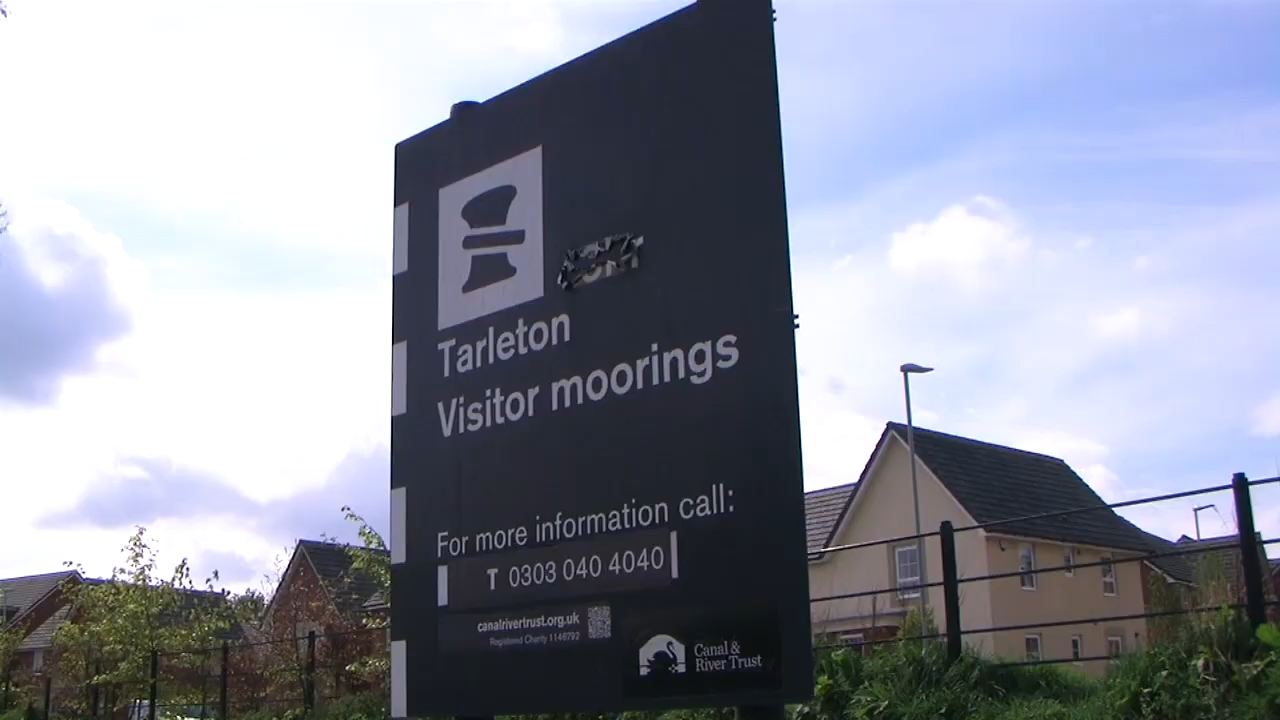 Tarleton
Visitor moorings
For more information call:
T 0303 040 4040
canalrivertrust.org.uk
Registered Charity 1146792
Canal &
River Trust